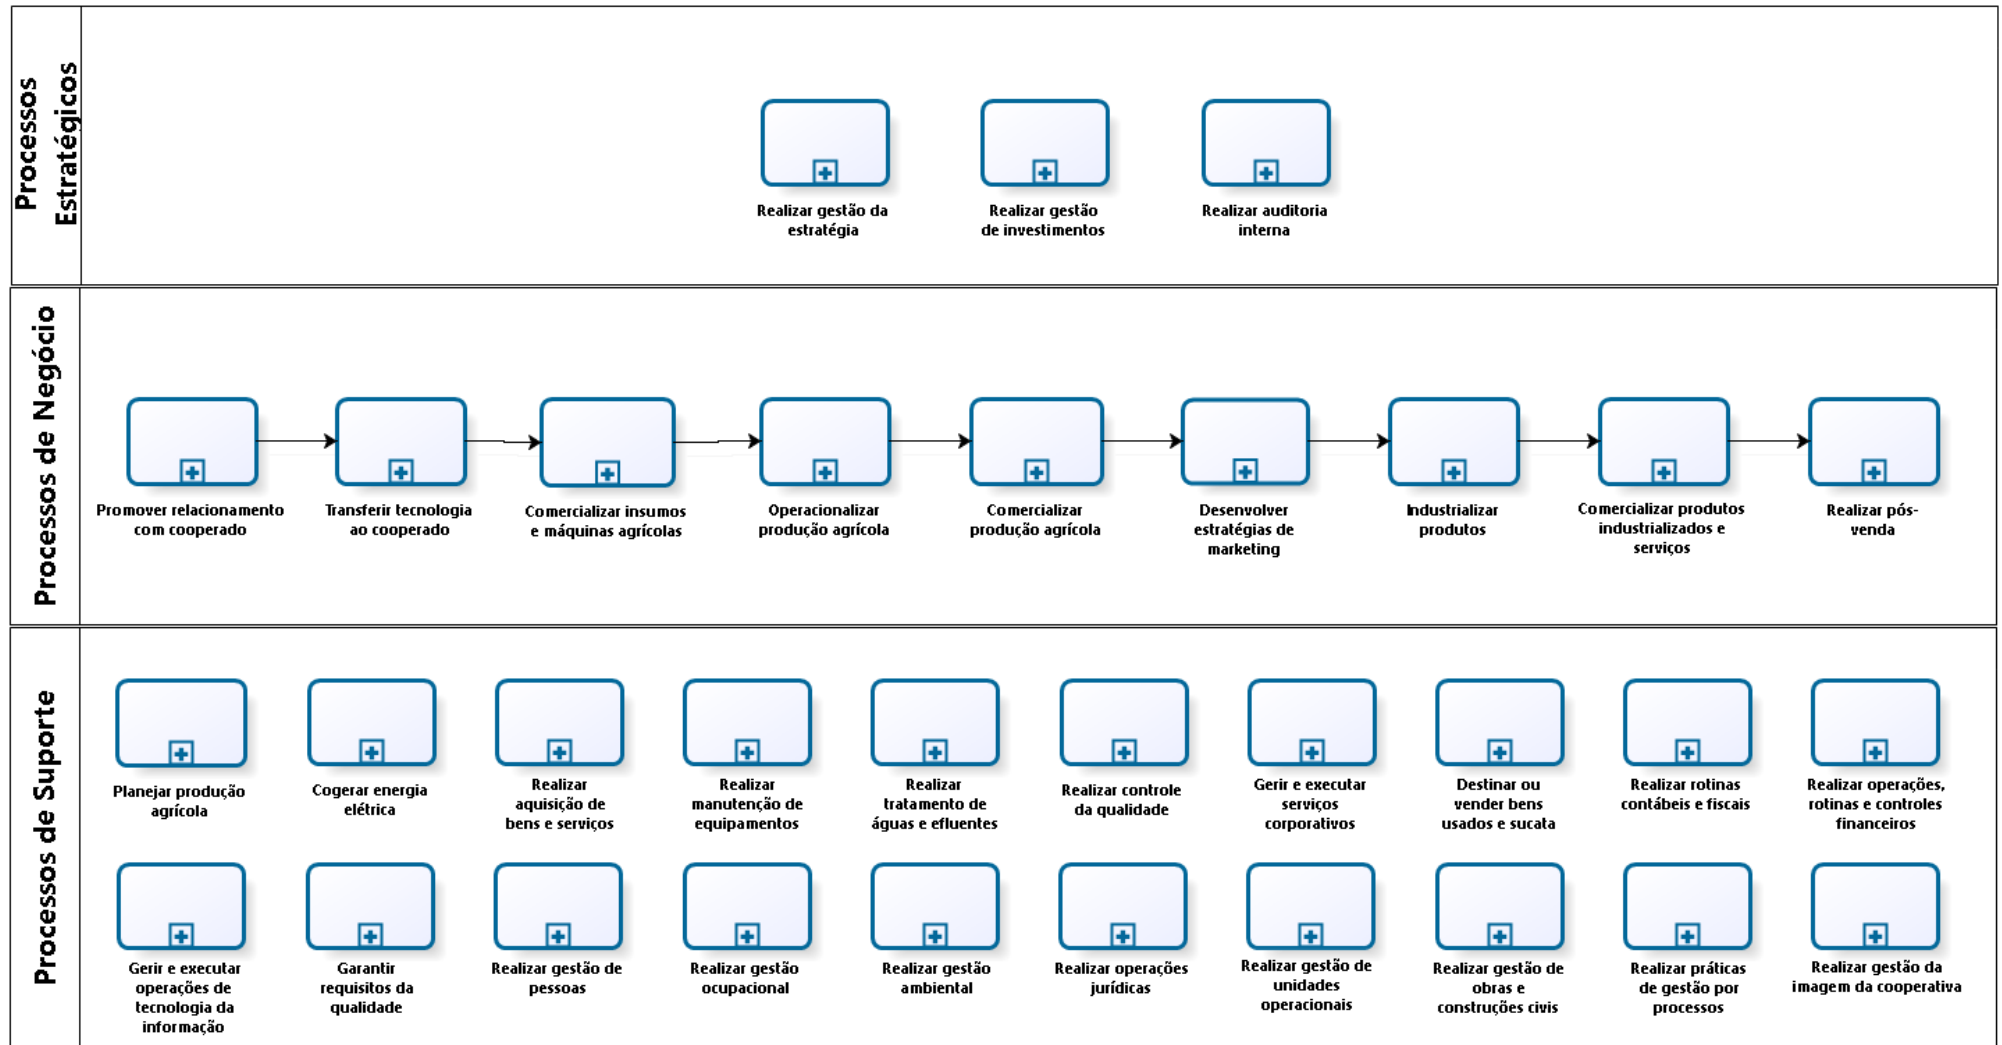 Processos
Estratégicos
Realizar gestão da
estratégia
Realizar gestão
de investimentos
Realizar auditoria
interna
Processos de Negócio
Promover relacionamento
com cooperado
Transferir tecnologia
ao cooperado
Comercializar insumos
e máquinas agrícolas
Operacionalizar
produção agrícola
Comercializar
produção agrícola
Desenvolver
estratégias de
marketing
Industrializar
produtos
Comercializar produtos
industrializados e
serviços
Realizar pós-
venda
Processos de Suporte
Planejar produção
agrícola
Cogerar energia
elétrica
Realizar
aquisição de
bens e serviços
Realizar
manutenção de
equipamentos
Realizar
tratamento de
águas e efluentes
Realizar controle
da qualidade
Gerir e executar
serviços
corporativos
Destinar ou
vender bens
usados e sucata
Realizar rotinas
contábeis e fiscais
Realizar operações,
rotinas e controles
financeiros
Gerir e executar
operações de
tecnologia da
informação
Garantir
requisitos da
qualidade
Realizar gestão de
pessoas
Realizar gestão
ocupacional
Realizar gestão
ambiental
Realizar operações
jurídicas
Realizar gestão de
unidades
operacionais
Realizar gestão de
obras e
construções civis
Realizar práticas
de gestão por
processos
Realizar gestão da
imagem da cooperativa